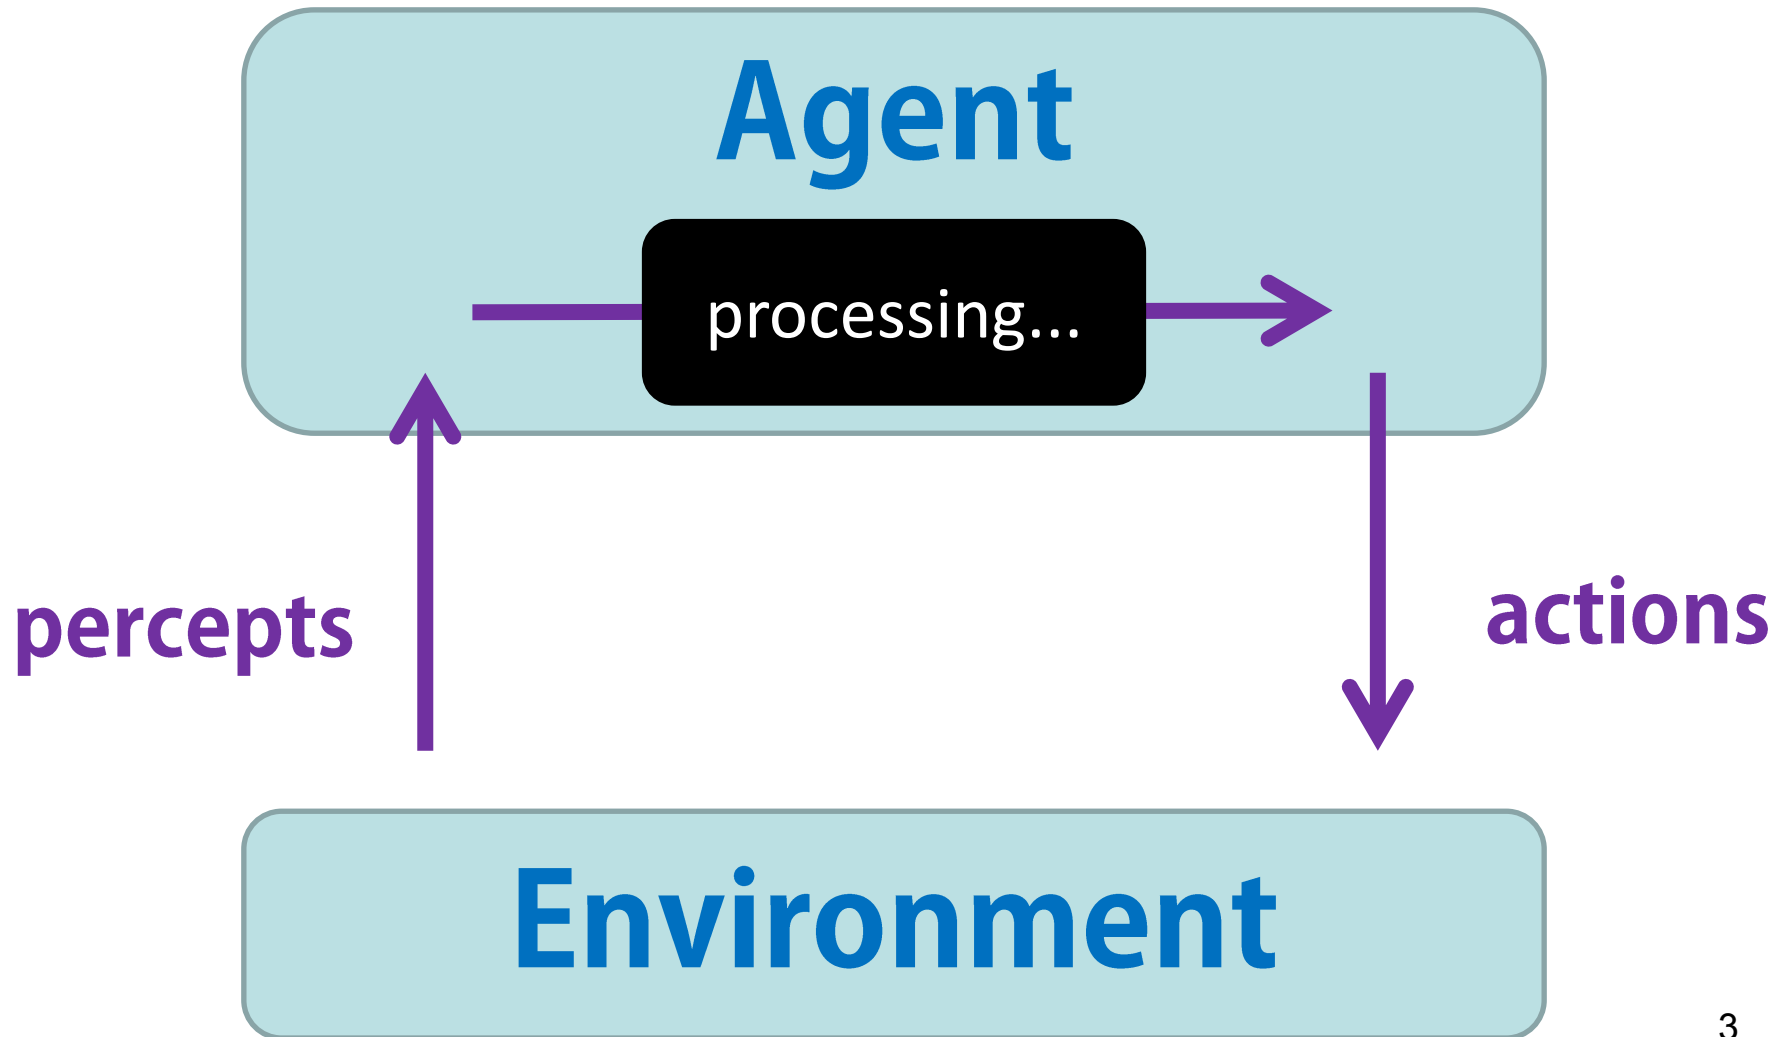 Agent
processing...
percepts
actions
Environment
3